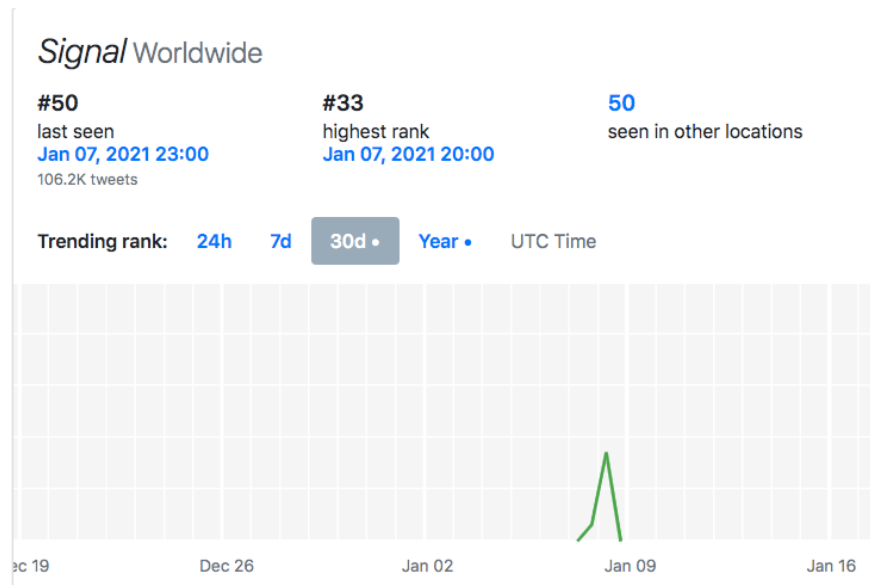 Signal Worldwide
#50
last seen
Jan 07, 2021 23:00
106.2K tweets
#33
highest rank
Jan 07, 2021 20:00
50
seen in other locations
Trending rank: 24h 7d 30d • Year • UTC Time
ec 19 Dec 26 Jan 02 Jan 09 Jan 16